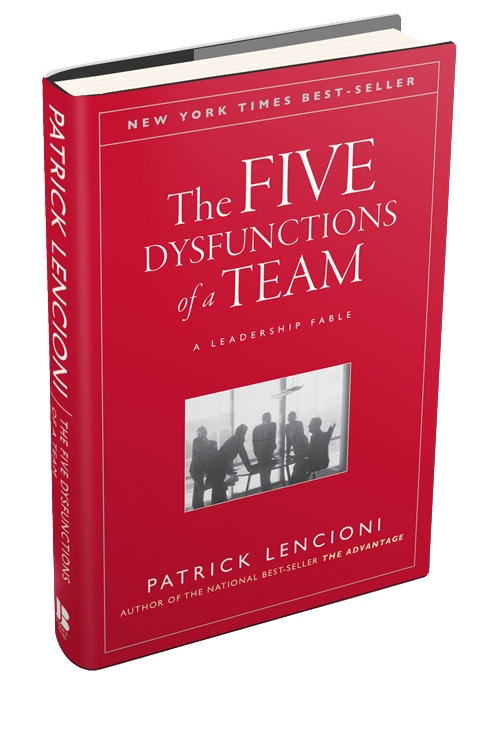 NEW YORK TIMES BEST-SELLER
The FIVE
DYSFUNCTIONS
of a TEAM
A LEADERSHIP FABLE
PATRICK LENCIONI
AUTHOR OF THE NATIONAL BEST-SELLER THE ADVANTAGE
PATRICK LENCIONI
THE FIVE DYSFUNCTIONS
OF A TEAM